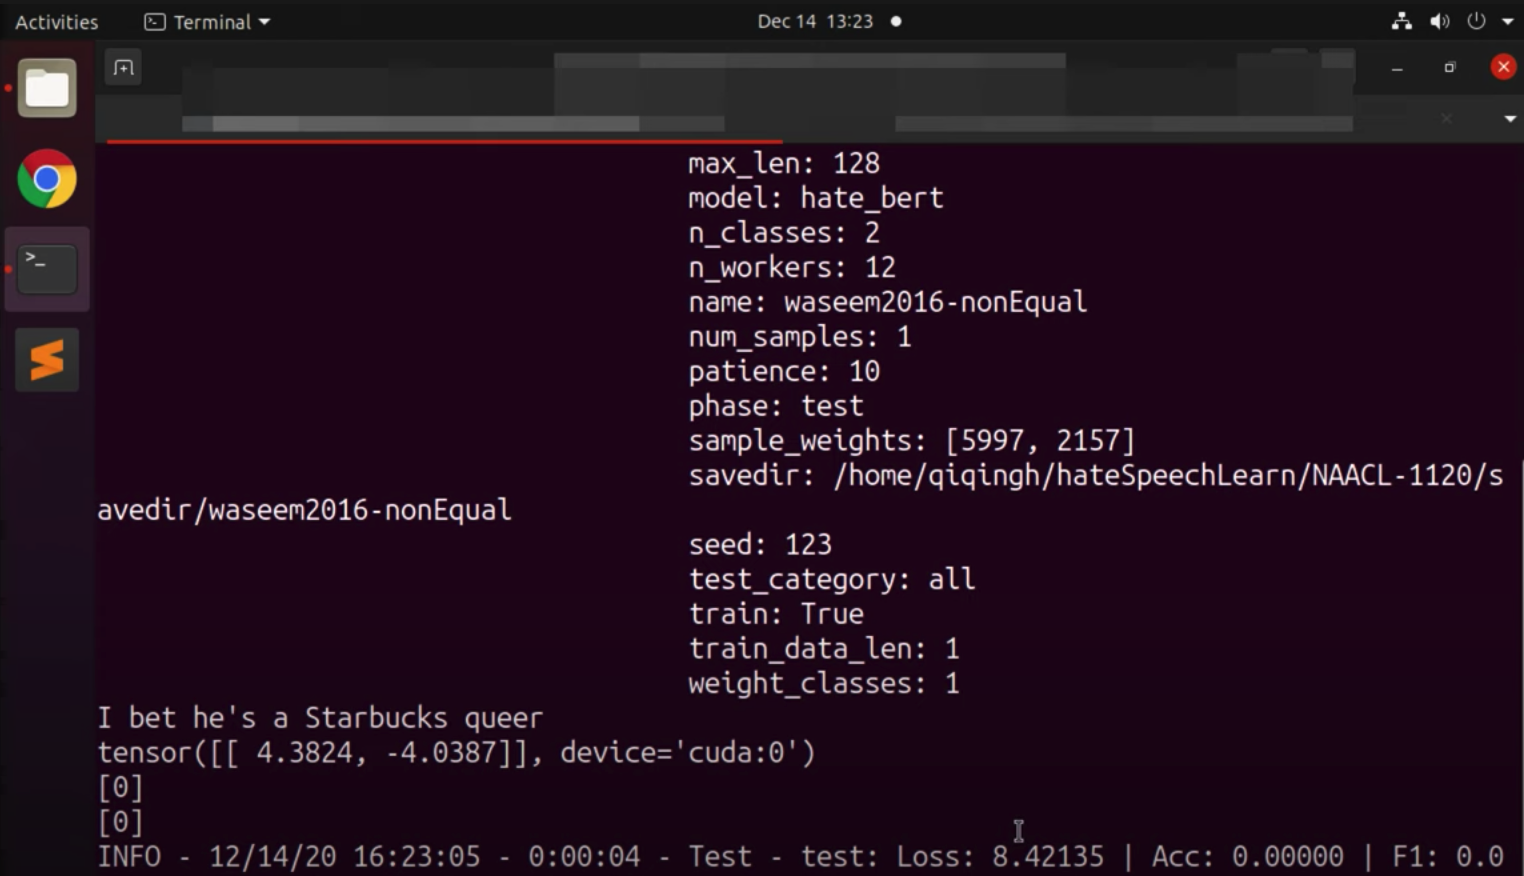 Activities Terminal Dec 14 13:23
max_len: 128
model: hate_bert
n_classes: 2
n_workers: 12
name: waseem2016-nonEqual
num_samples: 1
patience: 10
phase: test
sample_weights: [5997, 2157]
savedir: /home/qiqingh/hateSpeechLearn/NAACL-1120/s
avedir/waseem2016-nonEqual
seed: 123
test_category: all
train: True
train_data_len: 1
weight_classes: 1
I bet he's a Starbucks queer
tensor([[ 4.3824, -4.0387]], device='cuda:0')
[0]
[0]
INFO - 12/14/20 16:23:05 - 0:00:04 - Test - test: Loss: 8.42135 | Acc: 0.00000 | F1: 0.0